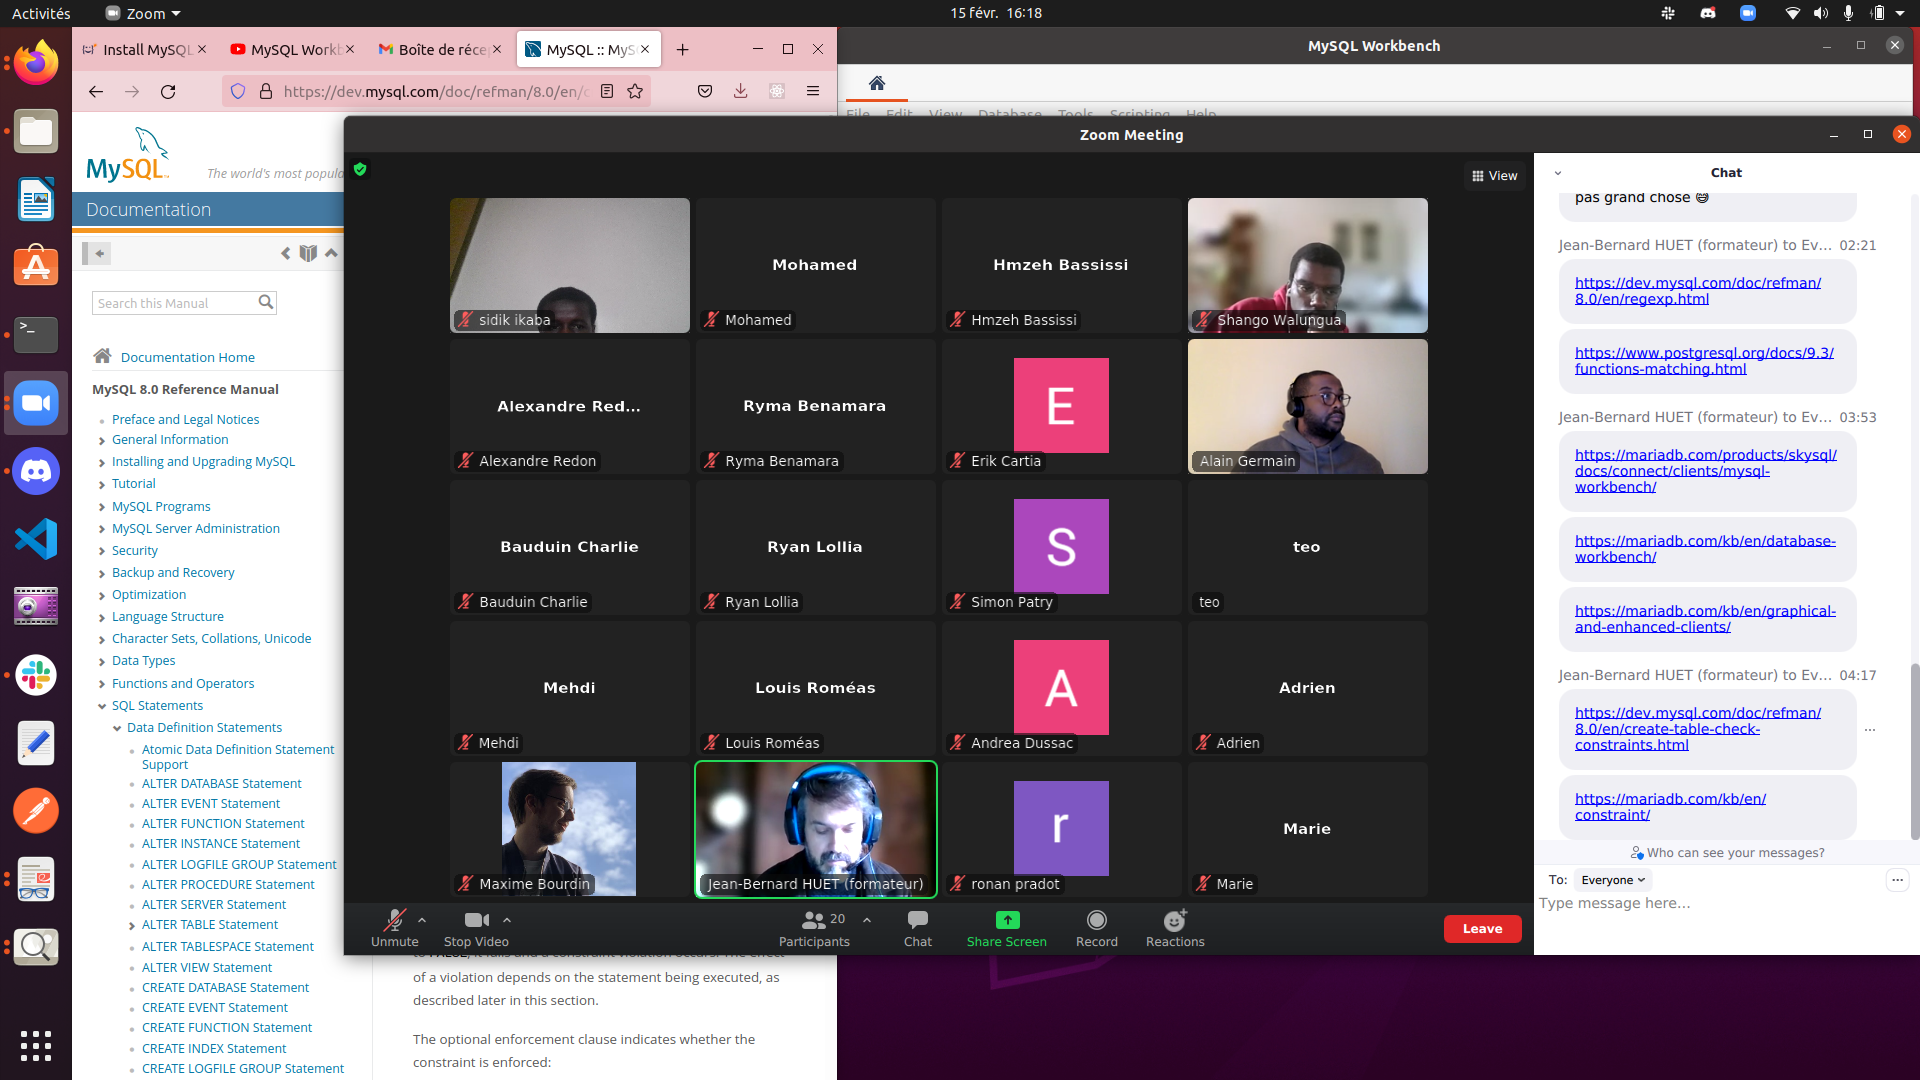 Activités
Zoom
15 févr. 16:18
Install MySQL
MySQL Workb
Boîte de réce
MySQL :: MyS
https://dev.mysql.com/doc/refman/8.0/en/c
MySQL Workbench
File Edit View Database Tools Scripting Help
MySQL
The world's most popula
Documentation
Search this Manual
Documentation Home
MySQL 8.0 Reference Manual
Preface and Legal Notices
General Information
Installing and Upgrading MySQL
Tutorial
MySQL Programs
MySQL Server Administration
Security
Backup and Recovery
Optimization
Language Structure
Character Sets, Collations, Unicode
Data Types
Functions and Operators
SQL Statements
Data Definition Statements
Atomic Data Definition Statement
Support
ALTER DATABASE Statement
ALTER EVENT Statement
ALTER FUNCTION Statement
ALTER INSTANCE Statement
ALTER LOGFILE GROUP Statement
ALTER PROCEDURE Statement
ALTER SERVER Statement
ALTER TABLE Statement
ALTER TABLESPACE Statement
ALTER VIEW Statement
CREATE DATABASE Statement
CREATE EVENT Statement
CREATE FUNCTION Statement
CREATE INDEX Statement
CREATE LOGFILE GROUP Statement
of a violation depends on the statement being executed, as
described later in this section.
The optional enforcement clause indicates whether the
constraint is enforced:
Zoom Meeting
View
sidik ikaba
Mohamed
Mohamed
Hmzeh Bassissi
Hmzeh Bassissi
Shango Walungua
Alexandre Red...
Alexandre Redon
Ryma Benamara
Ryma Benamara
E
Erik Cartia
Alain Germain
Bauduin Charlie
Bauduin Charlie
Ryan Lollia
Ryan Lollia
S
Simon Patry
teo
teo
Mehdi
Mehdi
Louis Roméas
Louis Roméas
A
Andrea Dussac
Adrien
Adrien
Maxime Bourdin
Jean-Bernard HUET (formateur)
r
ronan pradot
Marie
Marie
Unmute
Stop Video
20
Participants
Chat
Share Screen
Record
Reactions
Leave
Chat
pas grand chose 😅
Jean-Bernard HUET (formateur) to Ev... 02:21
https://dev.mysql.com/doc/refman/
8.0/en/regexp.html
https://www.postgresql.org/docs/9.3/
functions-matching.html
Jean-Bernard HUET (formateur) to Ev... 03:53
https://mariadb.com/products/skysql/
docs/connect/clients/mysql-
workbench/
https://mariadb.com/kb/en/database-
workbench/
https://mariadb.com/kb/en/graphical-
and-enhanced-clients/
Jean-Bernard HUET (formateur) to Ev... 04:17
https://dev.mysql.com/doc/refman/
8.0/en/create-table-check-
constraints.html
https://mariadb.com/kb/en/
constraint/
Who can see your messages?
To: Everyone
Type message here...